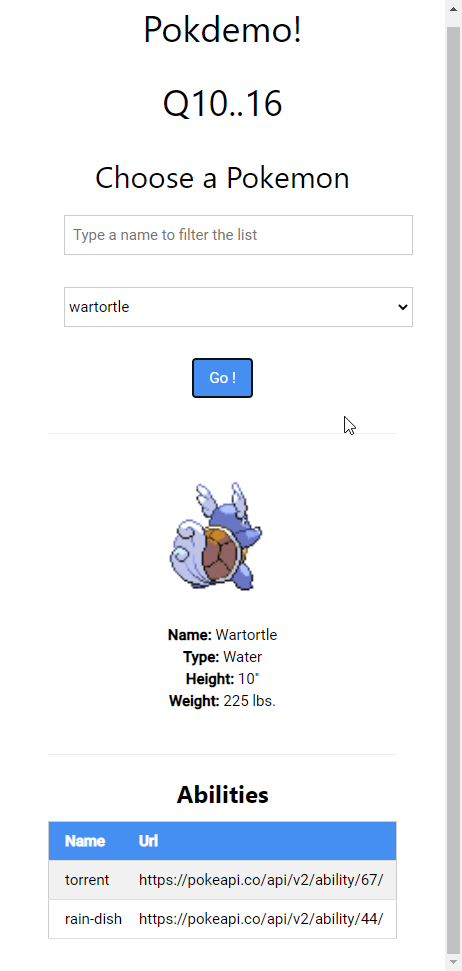 Pokdemo!
Q10..16
Choose a Pokemon
Type a name to filter the list
wartortle
Go !
Name: Wartortle
Type: Water
Height: 10"
Weight: 225 lbs.
Abilities
Name Url
torrent https://pokeapi.co/api/v2/ability/67/
rain-dish https://pokeapi.co/api/v2/ability/44/